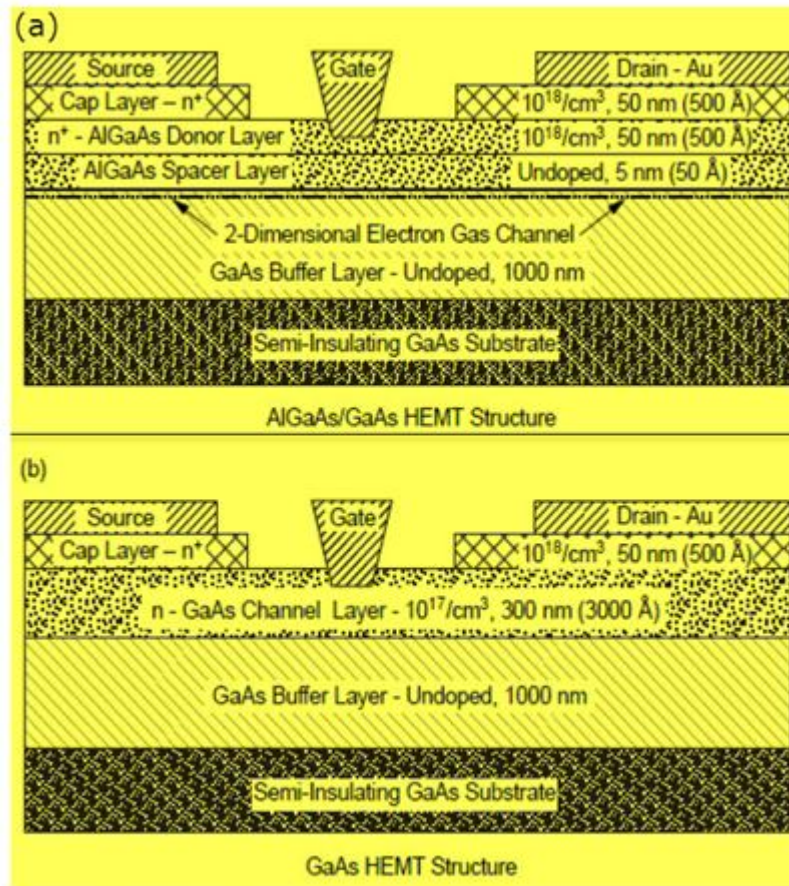 (a)
Source Gate Drain - Au
Cap Layer – n⁺ 10¹⁸/cm³, 50 nm (500 Å)
n⁺ - AlGaAs Donor Layer 10¹⁸/cm³, 50 nm (500 Å)
AlGaAs Spacer Layer Undoped, 5 nm (50 Å)
2-Dimensional Electron Gas Channel
GaAs Buffer Layer - Undoped, 1000 nm
Semi-Insulating GaAs Substrate
AlGaAs/GaAs HEMT Structure
(b)
Source Gate Drain - Au
Cap Layer – n⁺ 10¹⁸/cm³, 50 nm (500 Å)
n - GaAs Channel Layer - 10¹⁷/cm³, 300 nm (3000 Å)
GaAs Buffer Layer - Undoped, 1000 nm
Semi-Insulating GaAs Substrate
GaAs HEMT Structure